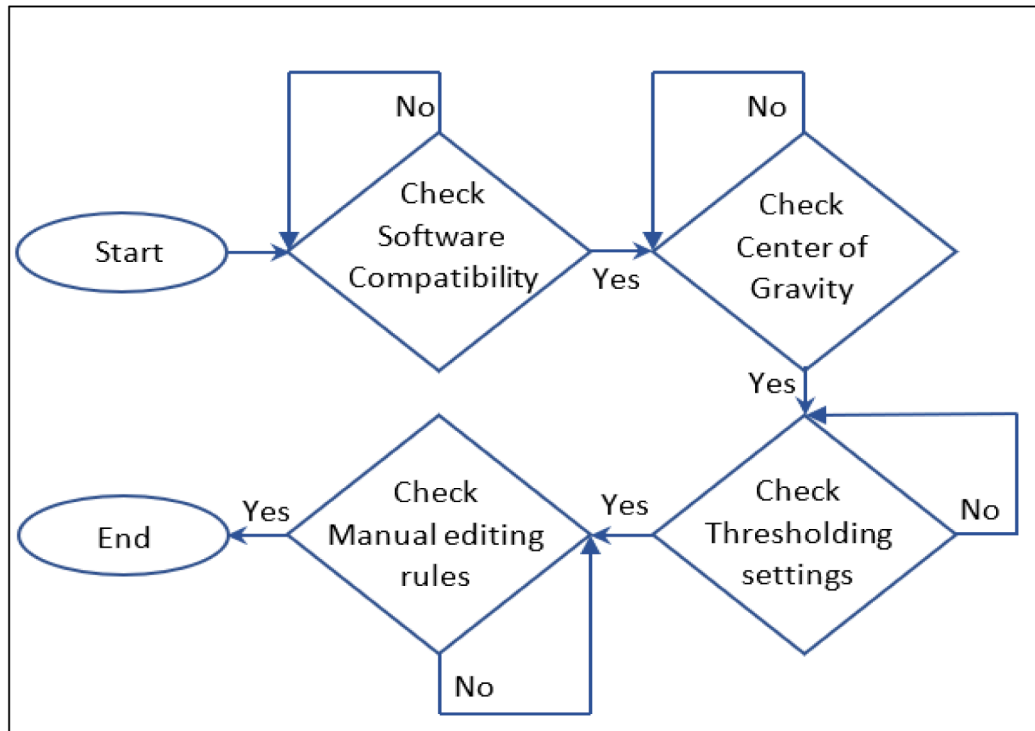 Start
No
Check
Software
Compatibility
Yes
No
Check
Center of
Gravity
Yes
Check
Thresholding
settings
No
Yes
Check
Manual editing
rules
No
Yes
End